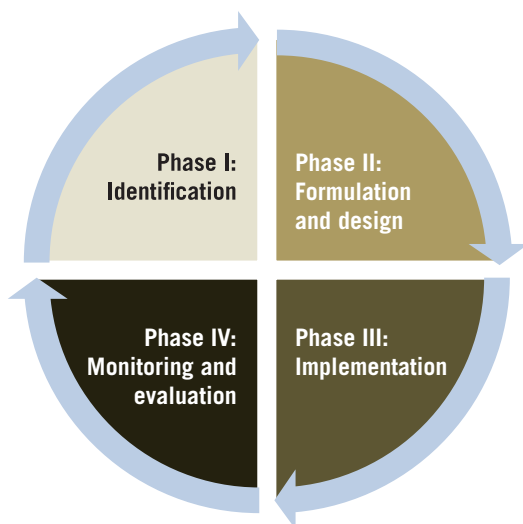 Phase I:
Identification
Phase II:
Formulation
and design
Phase III:
Implementation
Phase IV:
Monitoring and
evaluation